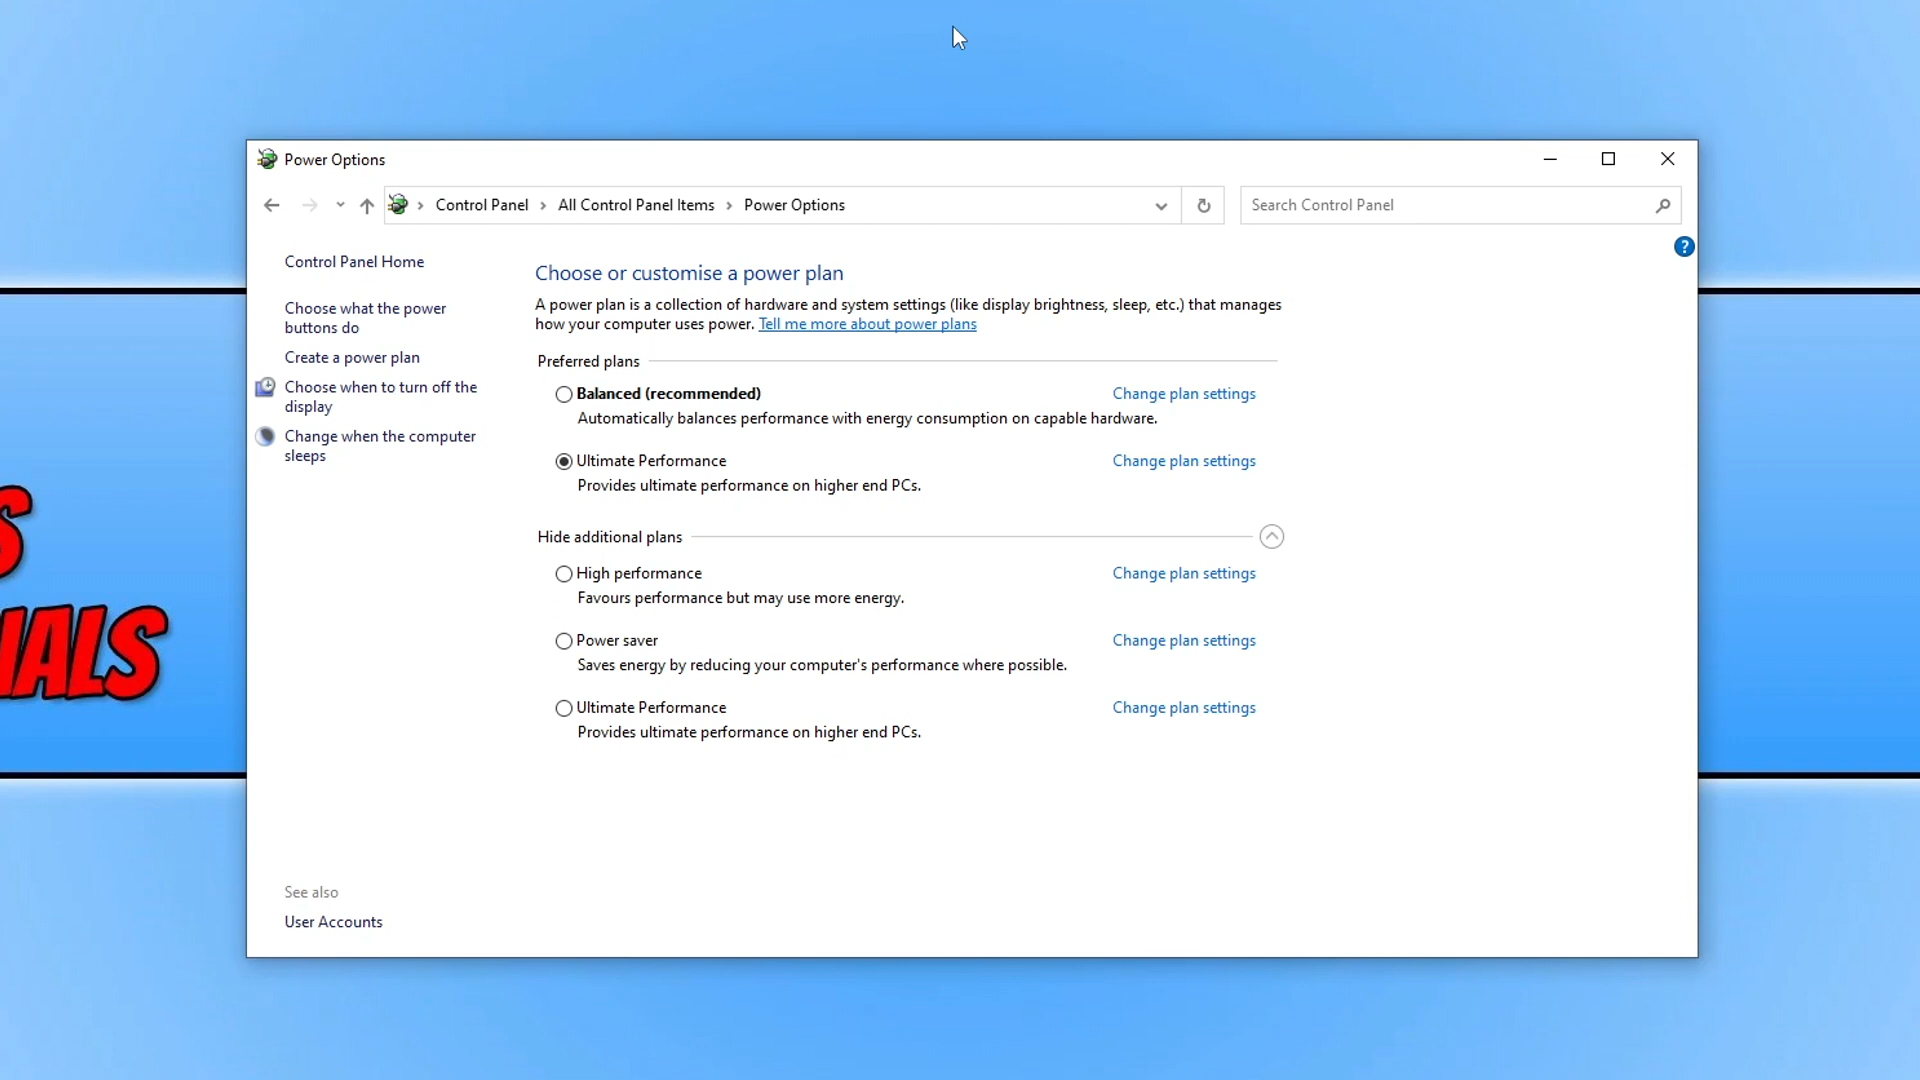 Power Options
Control Panel
All Control Panel Items
Power Options
Search Control Panel
?
Control Panel Home
Choose what the power
buttons do
Create a power plan
Choose when to turn off the
display
Change when the computer
sleeps
Choose or customise a power plan
A power plan is a collection of hardware and system settings (like display brightness, sleep, etc.) that manages
how your computer uses power. Tell me more about power plans
Preferred plans
Balanced (recommended) Change plan settings
Automatically balances performance with energy consumption on capable hardware.
Ultimate Performance Change plan settings
Provides ultimate performance on higher end PCs.
Hide additional plans
High performance Change plan settings
Favours performance but may use more energy.
Power saver Change plan settings
Saves energy by reducing your computer's performance where possible.
Ultimate Performance Change plan settings
Provides ultimate performance on higher end PCs.
See also
User Accounts
S
IALS